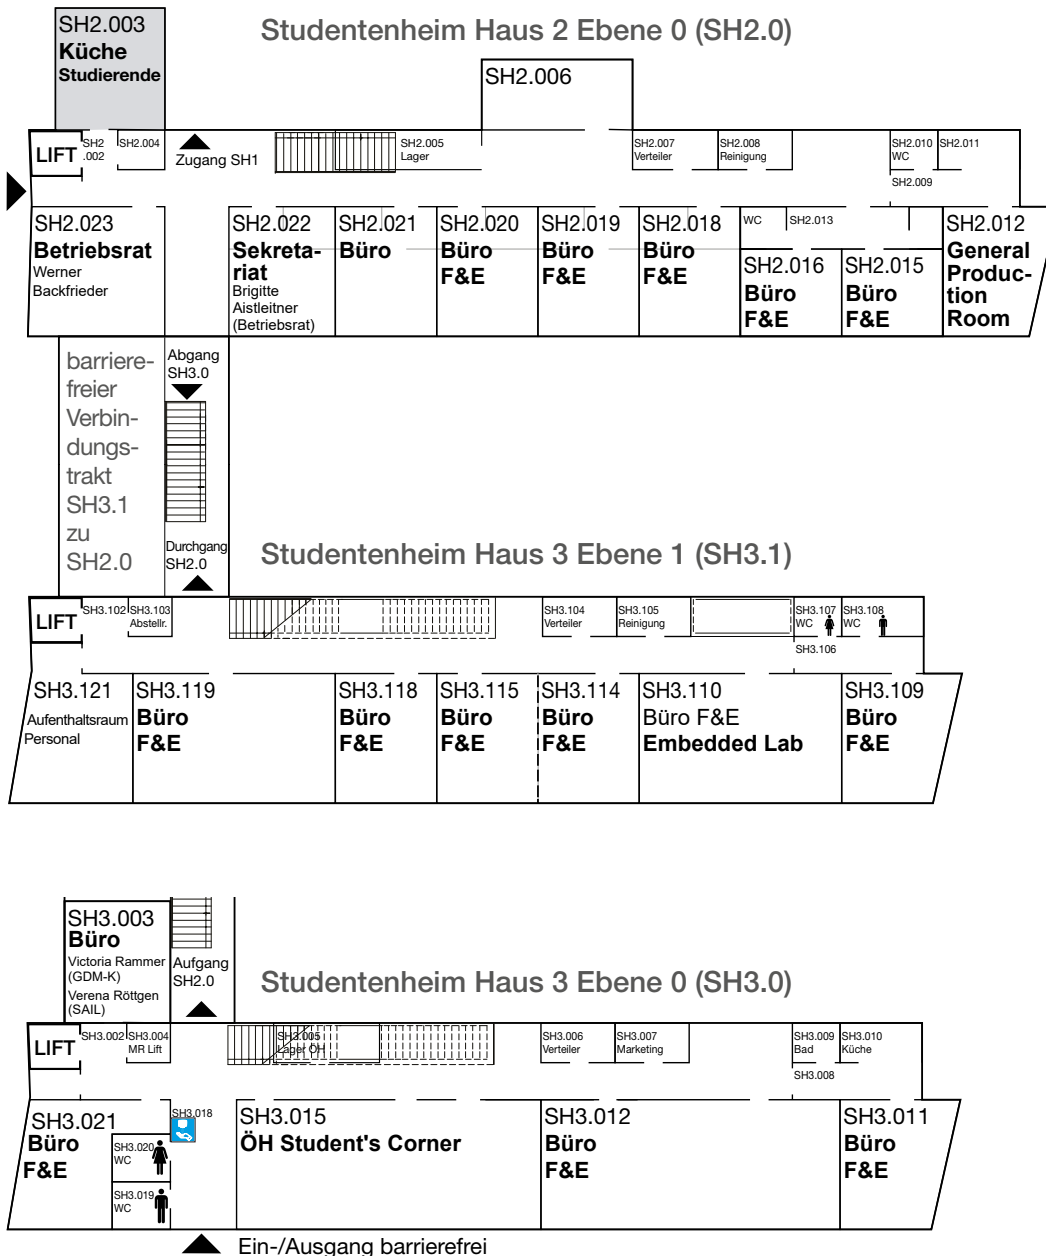 SH2.003
Küche
Studierende
Studentenheim Haus 2 Ebene 0 (SH2.0)
SH2.006
LIFT
SH2
.002
SH2.004
Zugang SH1
SH2.005
Lager
SH2.007
Verteiler
SH2.008
Reinigung
SH2.010
WC
SH2.011
SH2.009
SH2.023
Betriebsrat
Werner
Backfrieder
SH2.022
Sekreta-
riat
Brigitte
Aistleitner
(Betriebsrat)
SH2.021
Büro
SH2.020
Büro
F&E
SH2.019
Büro
F&E
SH2.018
Büro
F&E
WC
SH2.013
SH2.016
Büro
F&E
SH2.015
Büro
F&E
SH2.012
General
Produc-
tion
Room
barriere-
freier
Verbin-
dungs-
trakt
SH3.1
zu
SH2.0
Abgang
SH3.0
Durchgang
SH2.0
Studentenheim Haus 3 Ebene 1 (SH3.1)
LIFT
SH3.102
SH3.103
Abstellr.
SH3.104
Verteiler
SH3.105
Reinigung
SH3.107
WC
SH3.108
WC
SH3.106
SH3.121
Aufenthaltsraum
Personal
SH3.119
Büro
F&E
SH3.118
Büro
F&E
SH3.115
Büro
F&E
SH3.114
Büro
F&E
SH3.110
Büro F&E
Embedded Lab
SH3.109
Büro
F&E
SH3.003
Büro
Victoria Rammer
(GDM-K)
Verena Röttgen
(SAIL)
Aufgang
SH2.0
Studentenheim Haus 3 Ebene 0 (SH3.0)
LIFT
SH3.002
SH3.004
MR Lift
SH3.005
Lager ÖH
SH3.006
Verteiler
SH3.007
Marketing
SH3.009
Bad
SH3.010
Küche
SH3.008
SH3.021
Büro
F&E
SH3.018
SH3.020
WC
SH3.019
WC
SH3.015
ÖH Student's Corner
SH3.012
Büro
F&E
SH3.011
Büro
F&E
Ein-/Ausgang barrierefrei